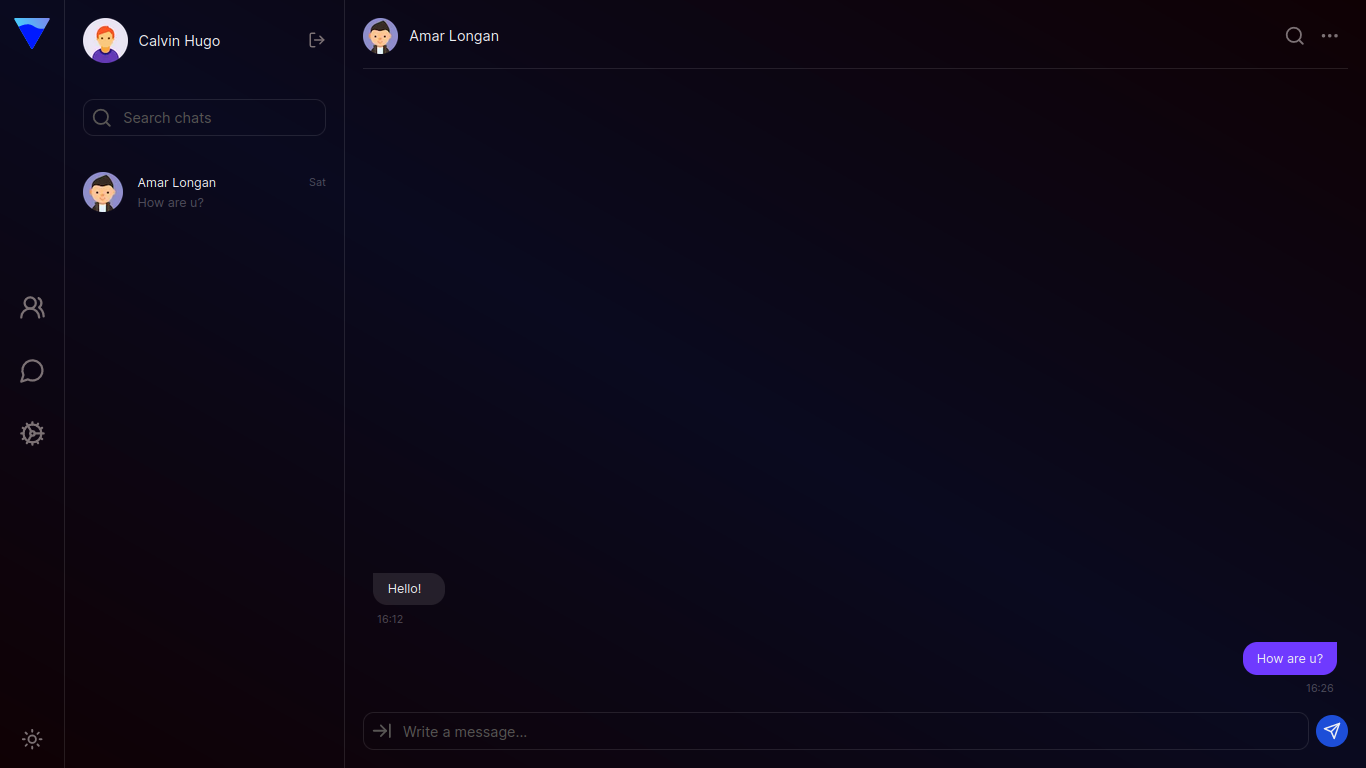 Calvin Hugo
Search chats
Amar Longan
Sat
How are u?
Amar Longan
Hello!
16:12
How are u?
16:26
Write a message...